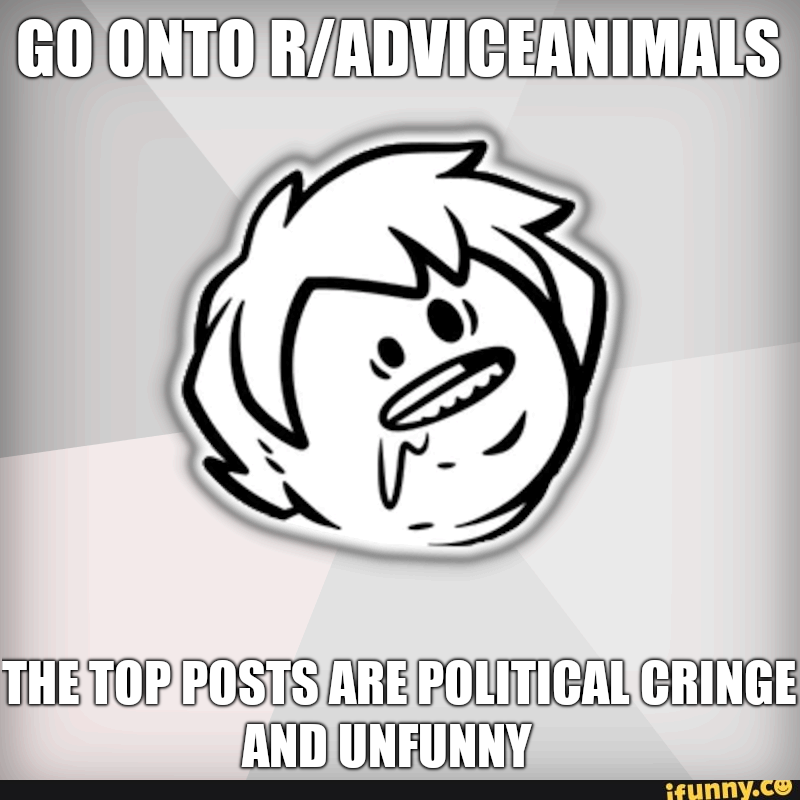 GO ONTO R/ADVICEANIMALS
THE TOP POSTS ARE POLITICAL CRINGE
AND UNFUNNY
ifunny.co